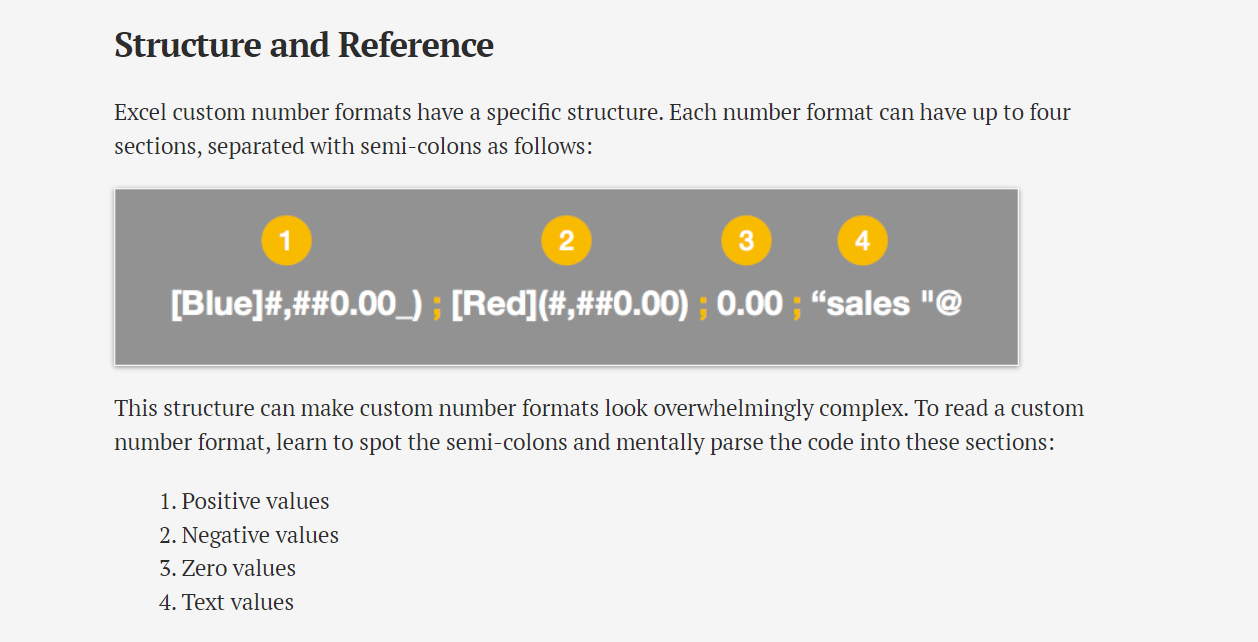 Structure and Reference
Excel custom number formats have a specific structure. Each number format can have up to four
sections, separated with semi-colons as follows:
1 2 3 4
[Blue]#,##0.00_) ; [Red](#,##0.00) ; 0.00 ; “sales "@
This structure can make custom number formats look overwhelmingly complex. To read a custom
number format, learn to spot the semi-colons and mentally parse the code into these sections:
1. Positive values
2. Negative values
3. Zero values
4. Text values